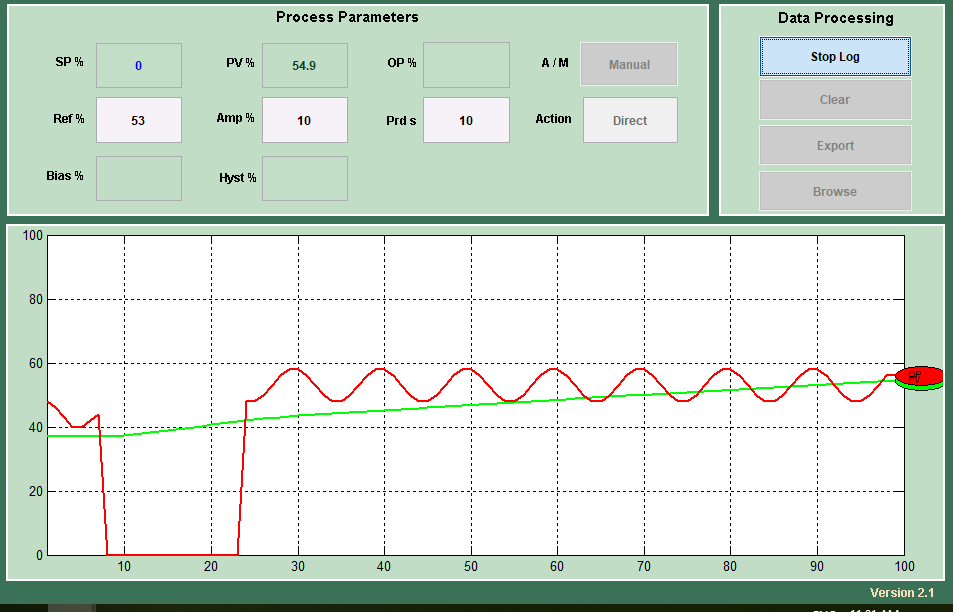 Process Parameters
SP % 0 PV % 54.9 OP % A / M Manual
Ref % 53 Amp % 10 Prd s 10 Action Direct
Bias % Hyst %
Data Processing
Stop Log
Clear
Export
Browse
100
80
60
40
20
0
10 20 30 40 50 60 70 80 90 100
Version 2.1